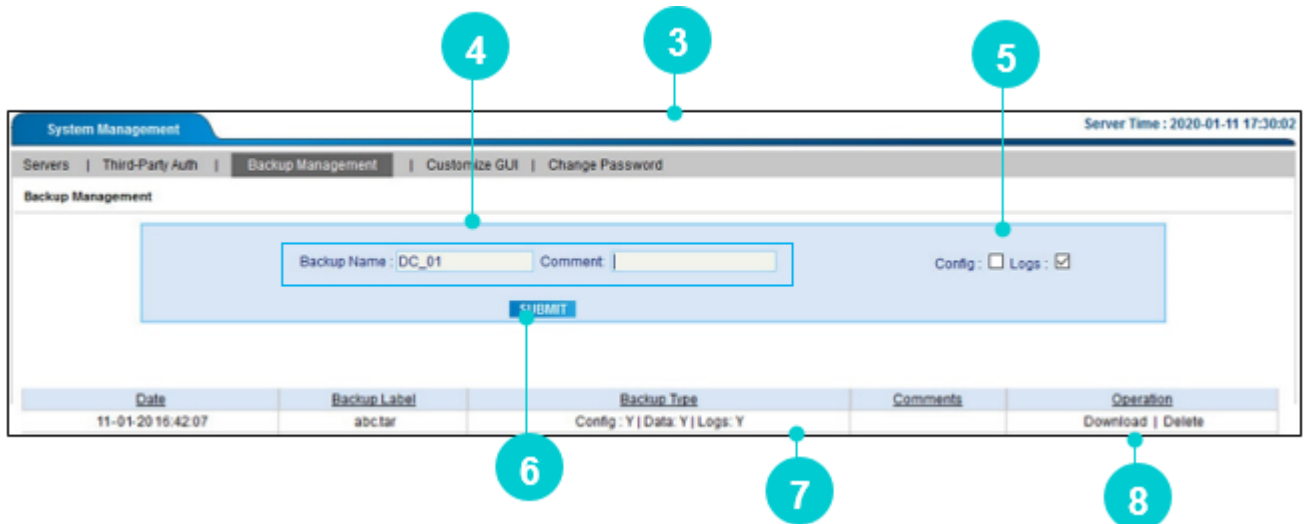 4 3 5
System Management Server Time : 2020-01-11 17:30:02
Servers | Third-Party Auth | Backup Management | Customize GUI | Change Password
Backup Management
Backup Name : DC_01 Comment: Config : Logs :
SUBMIT
Date Backup Label Backup Type Comments Operation
11-01-20 16:42:07 abc.tar Config : Y | Data: Y | Logs: Y Download | Delete
6 7 8